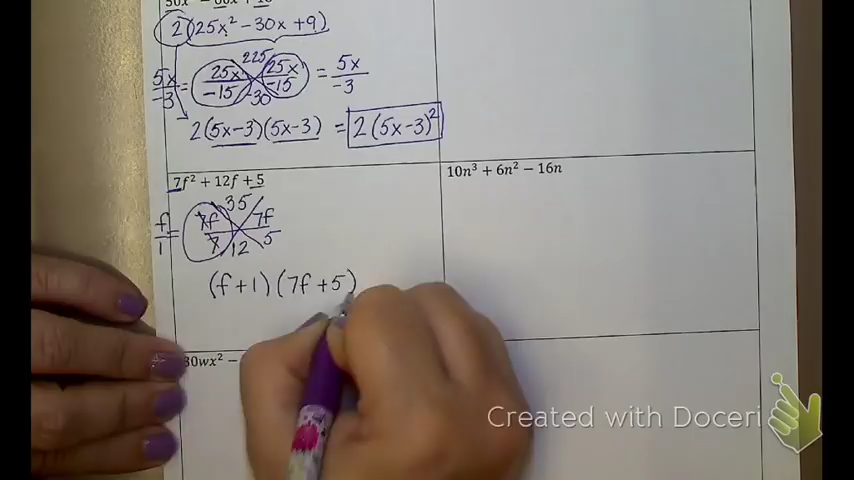 2(25x² - 30x + 9)
225
5x/-3 = 25x/-15 25x/-15 = 5x/-3
-30
2(5x-3)(5x-3) = 2(5x-3)²
7f² + 12f + 5
35
f/1 = 7f/7 7f/5
12
(f+1)(7f+5)
10n³ + 6n² − 16n
30wx² −
Created with Doceri